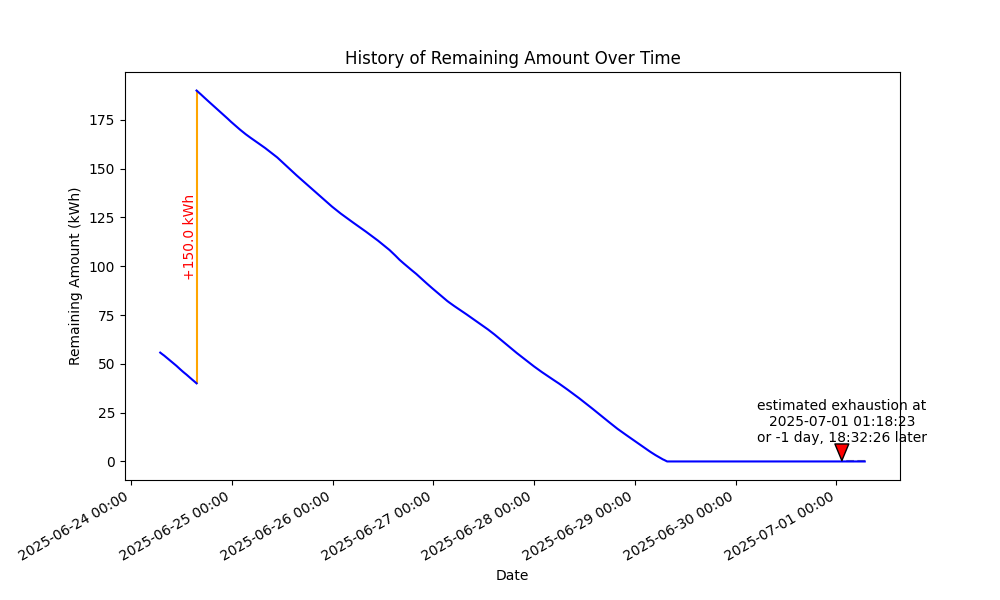 History of Remaining Amount Over Time
Remaining Amount (kWh)
175
150
125
100
75
50
25
0
+150.0 kWh
estimated exhaustion at
2025-07-01 01:18:23
or -1 day, 18:32:26 later
2025-06-24 00:00
2025-06-25 00:00
2025-06-26 00:00
2025-06-27 00:00
2025-06-28 00:00
2025-06-29 00:00
2025-06-30 00:00
2025-07-01 00:00
Date